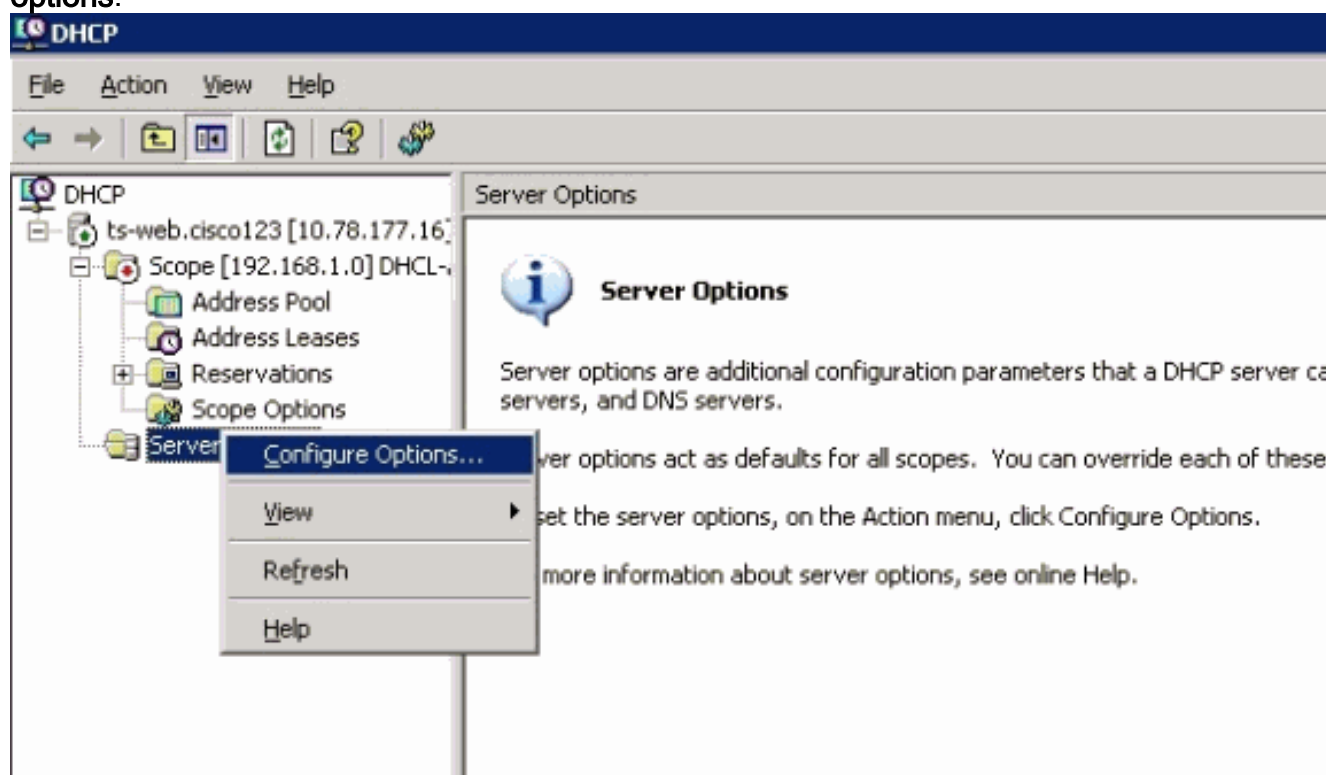 options.
DHCP
File Action View Help
DHCP
ts-web.cisco123 [10.78.177.16]
Scope [192.168.1.0] DHCL-
Address Pool
Address Leases
Reservations
Scope Options
Server
Configure Options...
View
Refresh
Help
Server Options
Server Options
Server options are additional configuration parameters that a DHCP server ca
servers, and DNS servers.
ver options act as defaults for all scopes. You can override each of these
set the server options, on the Action menu, click Configure Options.
more information about server options, see online Help.